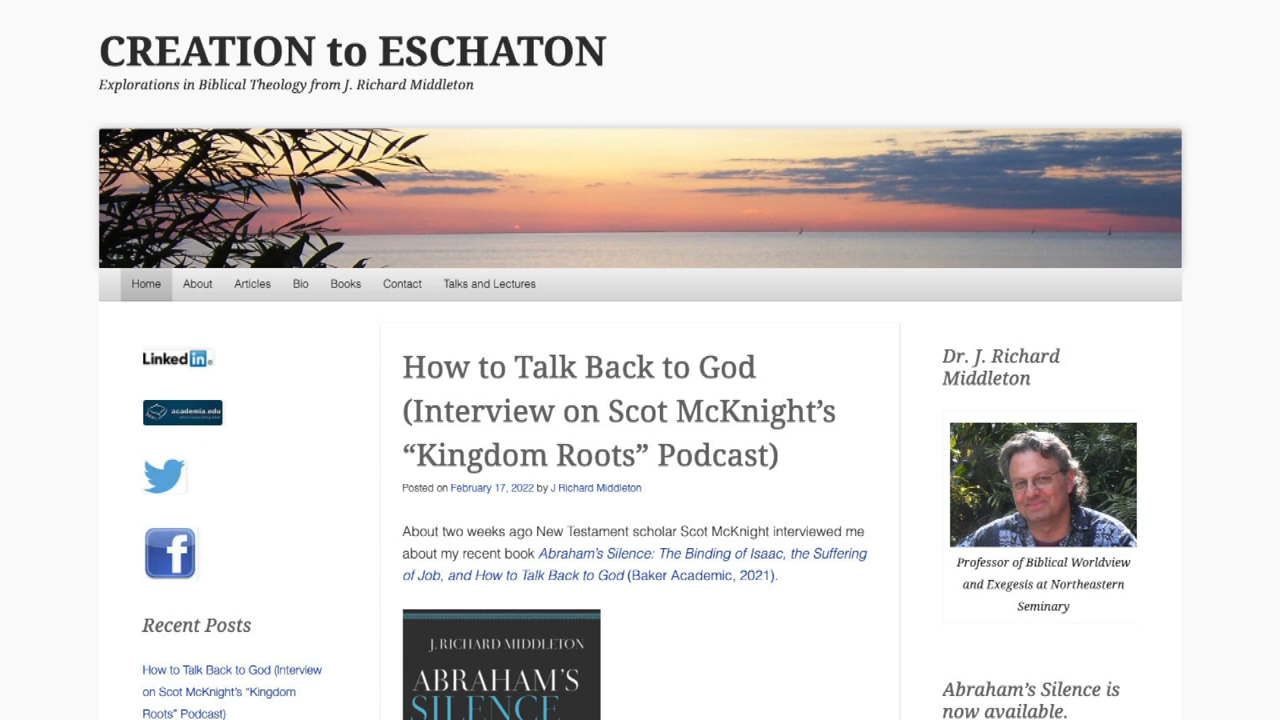 CREATION to ESCHATON
Explorations in Biblical Theology from J. Richard Middleton
Home About Articles Bio Books Contact Talks and Lectures
Linked in
academia.edu
f
Recent Posts
How to Talk Back to God (Interview
on Scot McKnight's "Kingdom
Roots" Podcast)
How to Talk Back to God
(Interview on Scot McKnight’s
“Kingdom Roots” Podcast)
Posted on February 17, 2022 by J Richard Middleton
About two weeks ago New Testament scholar Scot McKnight interviewed me
about my recent book Abraham’s Silence: The Binding of Isaac, the Suffering
of Job, and How to Talk Back to God (Baker Academic, 2021).
J. RICHARD MIDDLETON
ABRAHAM’S
SILENCE
Dr. J. Richard
Middleton
Professor of Biblical Worldview
and Exegesis at Northeastern
Seminary
Abraham’s Silence is
now available.